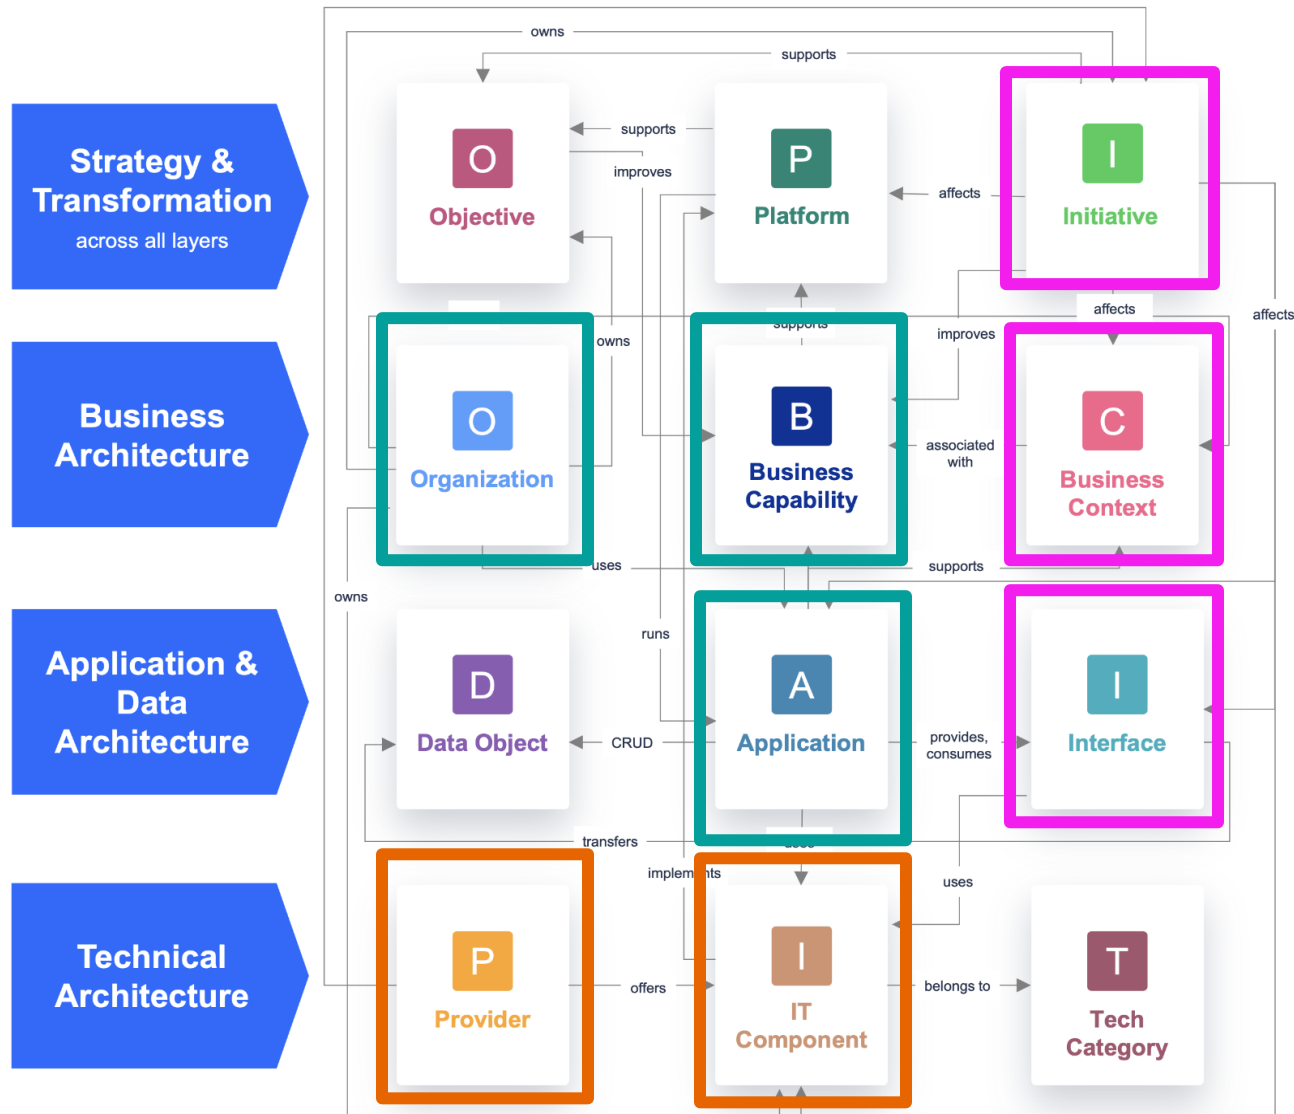 owns
supports
Strategy &
Transformation
across all layers
O
Objective
supports
improves
P
Platform
affects
I
Initiative
affects
affects
supports
improves
owns
Business
Architecture
O
Organization
B
Business
Capability
associated
with
C
Business
Context
uses
supports
owns
runs
Application &
Data
Architecture
D
Data Object
CRUD
A
Application
provides,
consumes
I
Interface
transfers
uses
implements
uses
Technical
Architecture
P
Provider
offers
I
IT
Component
belongs to
T
Tech
Category